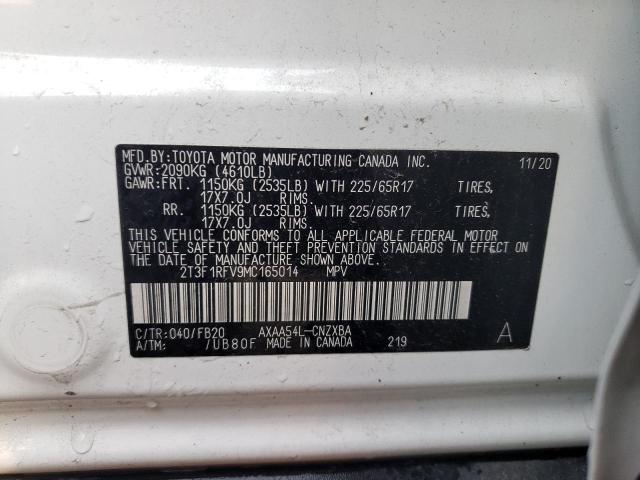 MFD.BY:TOYOTA MOTOR MANUFACTURING CANADA INC. 11/20
GVWR:2090KG (4610LB)
GAWR:FRT. 1150KG (2535LB) WITH 225/65R17 TIRES,
17X7.0J RIMS.
RR. 1150KG (2535LB) WITH 225/65R17 TIRES,
17X7.0J RIMS.
THIS VEHICLE CONFORMS TO ALL APPLICABLE FEDERAL MOTOR
VEHICLE SAFETY AND THEFT PREVENTION STANDARDS IN EFFECT ON
THE DATE OF MANUFACTURE SHOWN ABOVE.
2T3F1RFV9MC165014 MPV
C/TR:040/FB20 AXAA54L-CNZXBA A
A/TM: /UB80F MADE IN CANADA 219